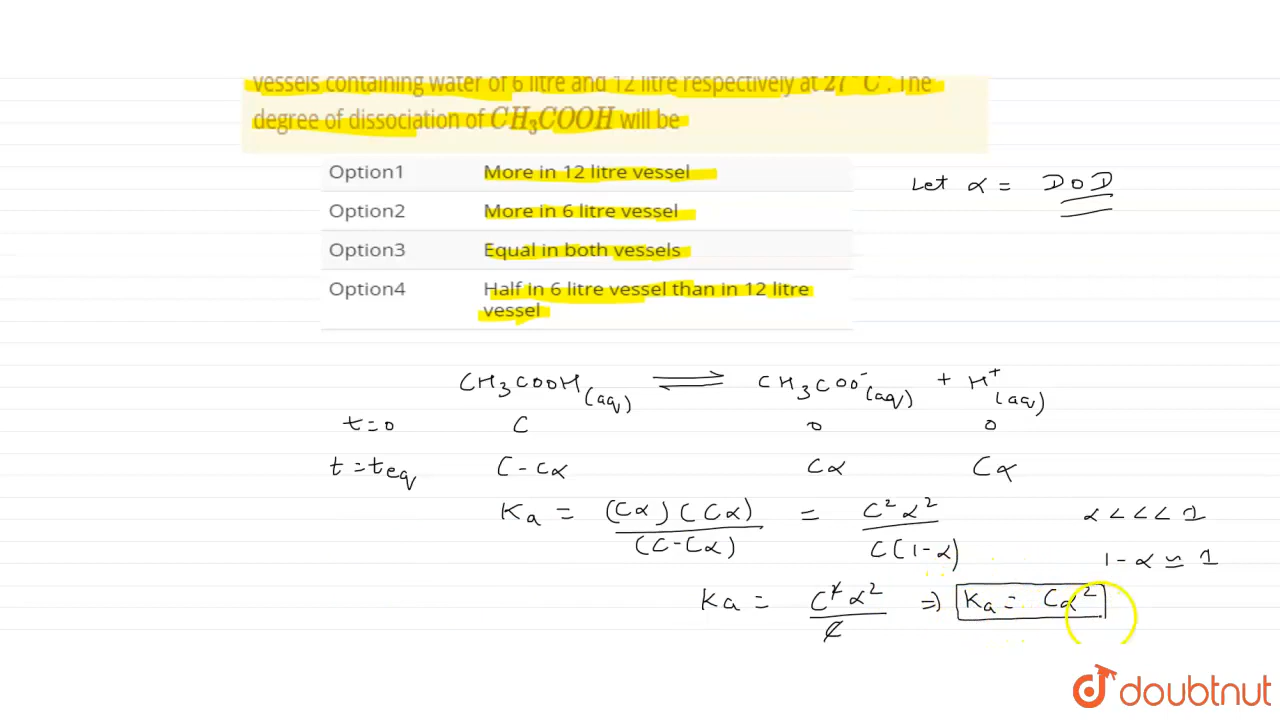 vessels containing water of 6 litre and 12 litre respectively at 27°C. The
degree of dissociation of CH₃COOH will be
Option1 More in 12 litre vessel
Option2 More in 6 litre vessel
Option3 Equal in both vessels
Option4 Half in 6 litre vessel than in 12 litre
vessel
Let α = DOD
CH₃COOH(aq) ⇌ CH₃COO⁻(aq) + H⁺(aq)
t=0 C 0 0
t=teq C-Cα Cα Cα
Ka = (Cα)(Cα)/(C-Cα) = C²α²/C(1-α) α<<<1
1-α ≃ 1
Ka = C²α²/C ⇒ Ka = Cα²
doubtnut